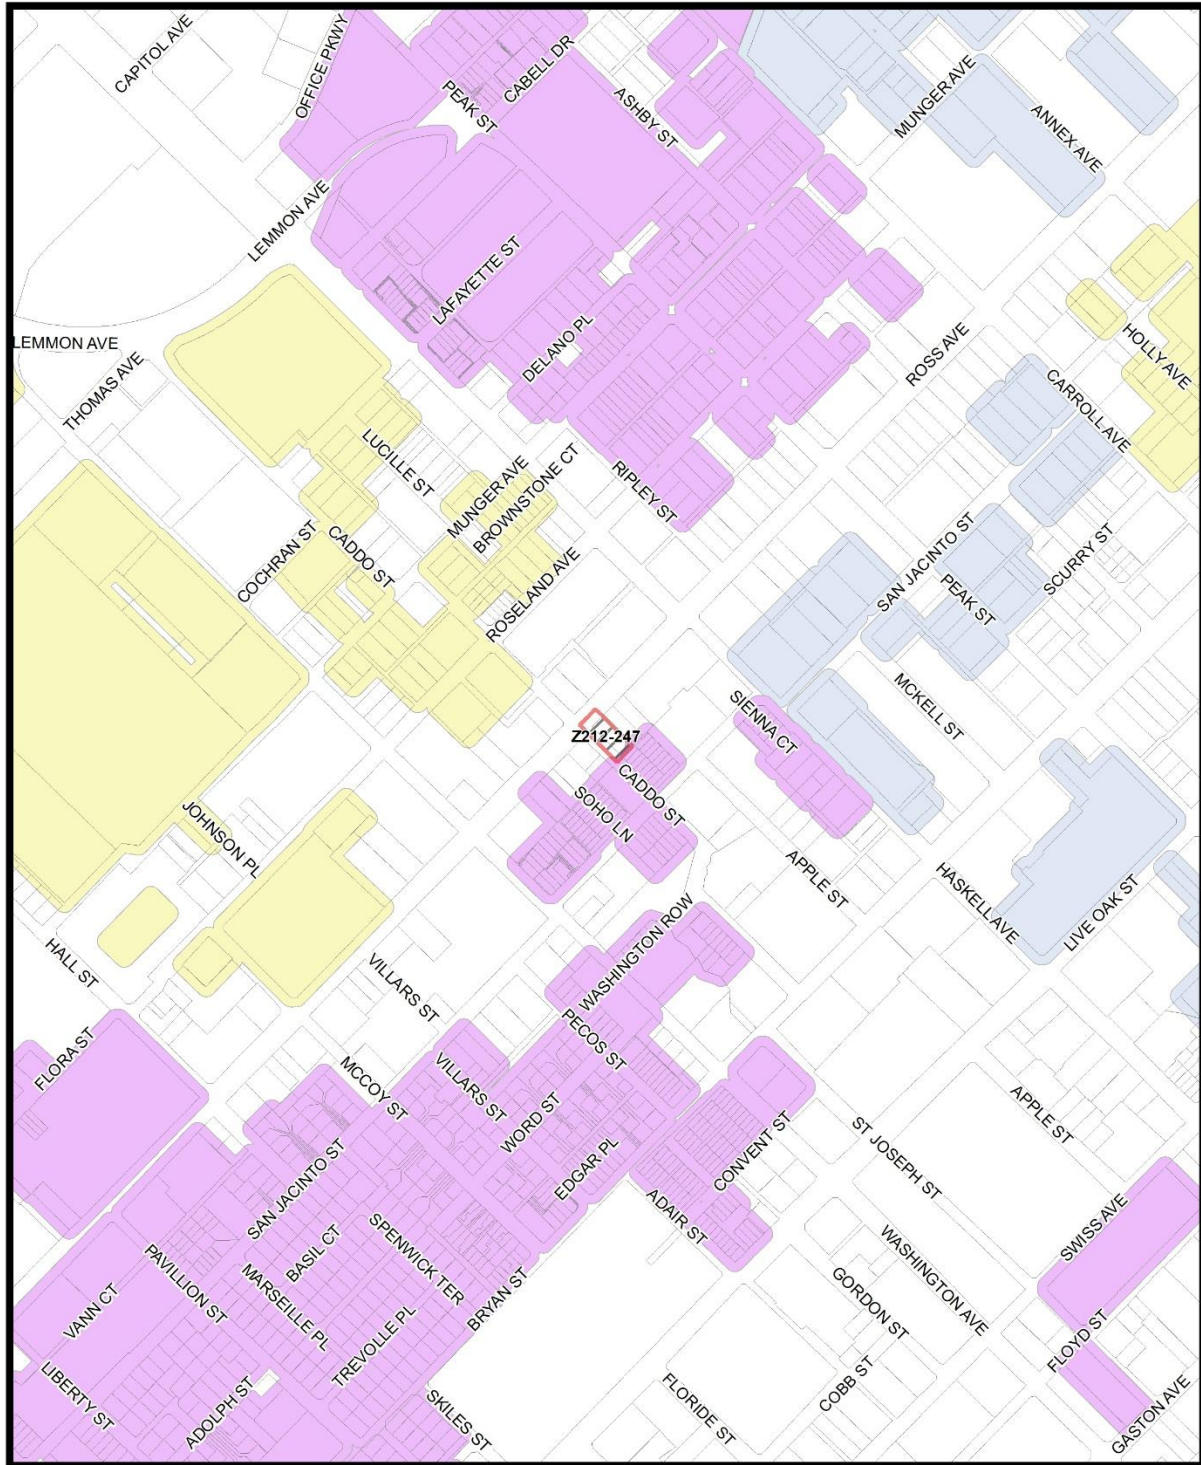 CAPITOL AVE
OFFICE PKWY
PEAK ST
CABELL DR
ASHBY ST
MUNGER AVE
ANNEX AVE
LEMMON AVE
LAFAYETTE ST
DELANO PL
ROSS AVE
HOLLY AVE
LEMMON AVE
THOMAS AVE
CARROLL AVE
LUCILLE ST
MUNGER AVE
BROWNSTONE CT
RIPLEY ST
COCHRAN ST
CADDO ST
ROSELAND AVE
SAN JACINTO ST
PEAK ST
SCURRY ST
MCKELL ST
SIENNA CT
Z212-247
CADDO ST
SOHO LN
JOHNSON PL
APPLE ST
HASKELL AVE
LIVE OAK ST
HALL ST
VILLARS ST
WASHINGTON ROW
PECOS ST
FLORA ST
MCCOY ST
VILLARS ST
WORD ST
EDGAR PL
CONVENT ST
ST JOSEPH ST
APPLE ST
SAN JACINTO ST
ADAIR ST
SWISS AVE
BASIL CT
SPENWICK TER
PAVILLION ST
MARSEILLE PL
BRYAN ST
WASHINGTON AVE
GORDON ST
VANN CT
TREVOLLE PL
FLOYD ST
LIBERTY ST
ADOLPH ST
SKILES ST
FLORIDE ST
COBB ST
GASTON AVE